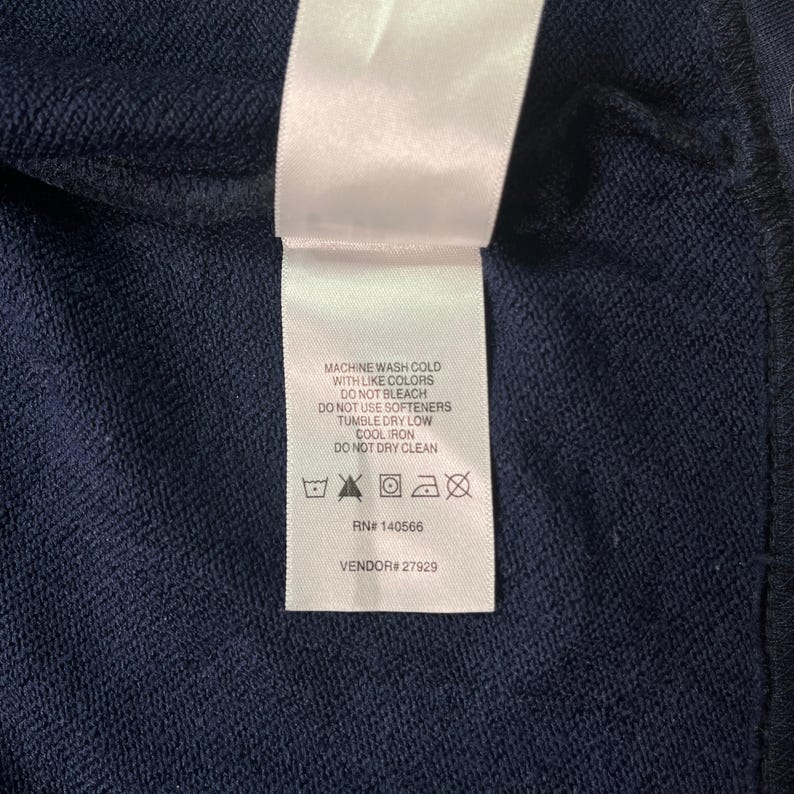 MACHINE WASH COLD
WITH LIKE COLORS
DO NOT BLEACH
DO NOT USE SOFTENERS
TUMBLE DRY LOW
COOL IRON
DO NOT DRY CLEAN
RN# 140566
VENDOR# 27929